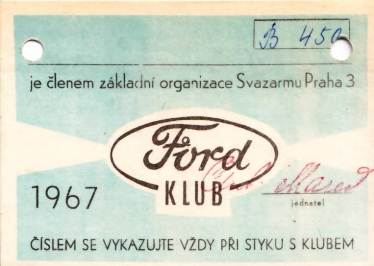 B 450
je členem základní organizace Svazarmu Praha 3
Ford
KLUB
1967
jednatel
ČÍSLEM SE VYKAZUJTE VŽDY PŘI STYKU S KLUBEM